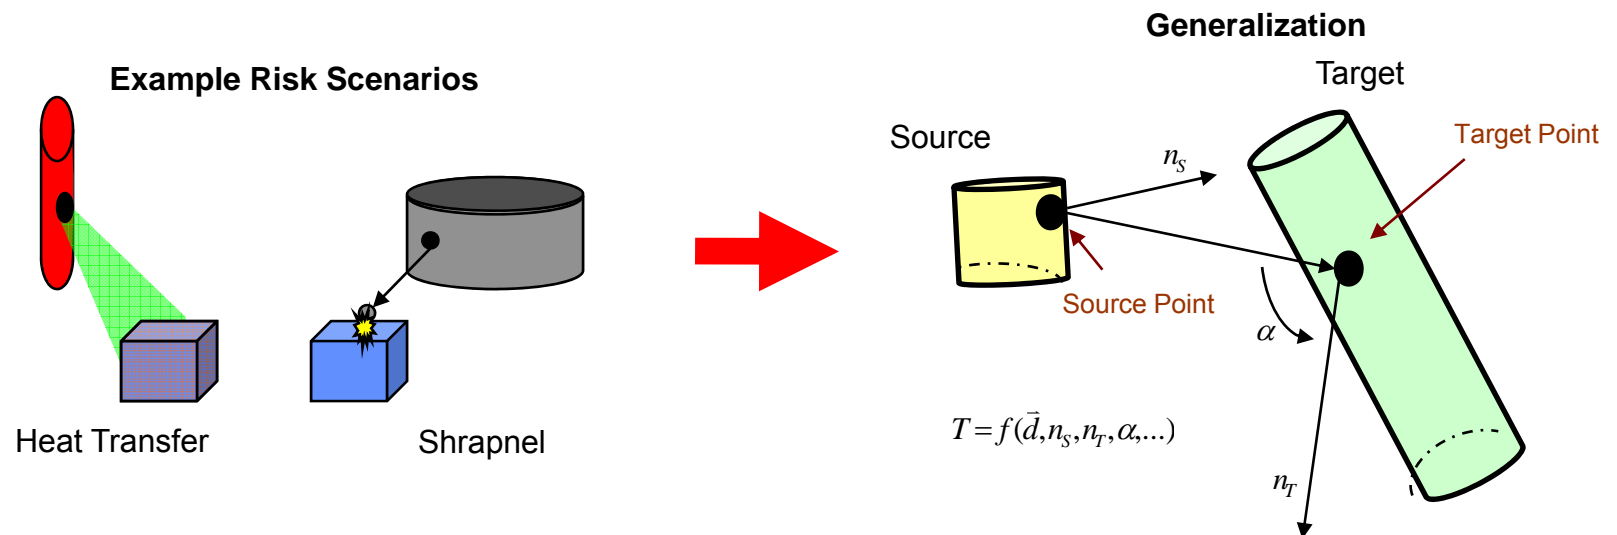 Example Risk Scenarios
Heat Transfer
Shrapnel
Generalization
Target
Source
Target Point
n_S
Source Point
α
T = f(d⃗,n_S,n_T,α,...)
n_T